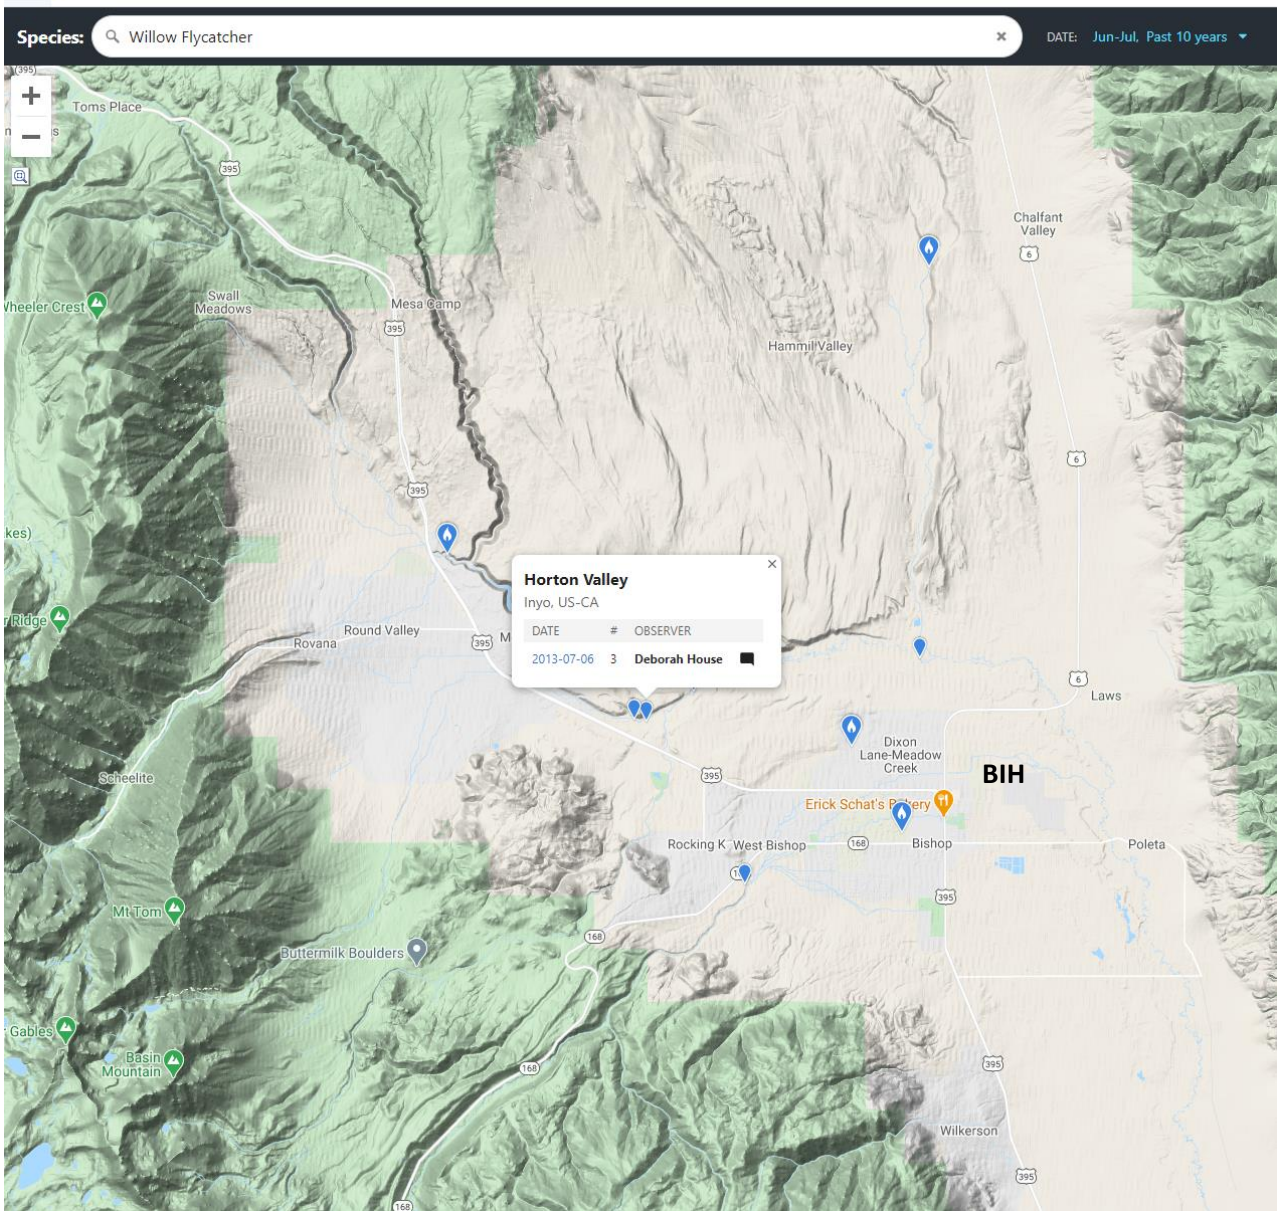 Species:
Willow Flycatcher
DATE: Jun-Jul, Past 10 years
395
Toms Place
395
Chalfant
Valley
6
Swall
Meadows
Wheeler Crest
Mesa Camp
395
Hammil Valley
6
395
kes)
Horton Valley
Inyo, US-CA
DATE # OBSERVER
2013-07-06 3 Deborah House
r Ridge
Round Valley
Rovana
395
M
6
Laws
Dixon
Lane-Meadow
Creek
BIH
395
Scheelite
Erick Schat's B kery
Rocking K
West Bishop
168
Bishop
Poleta
395
Mt Tom
168
Buttermilk Boulders
r Gables
Basin
Mountain
168
395
Wilkerson
395
168